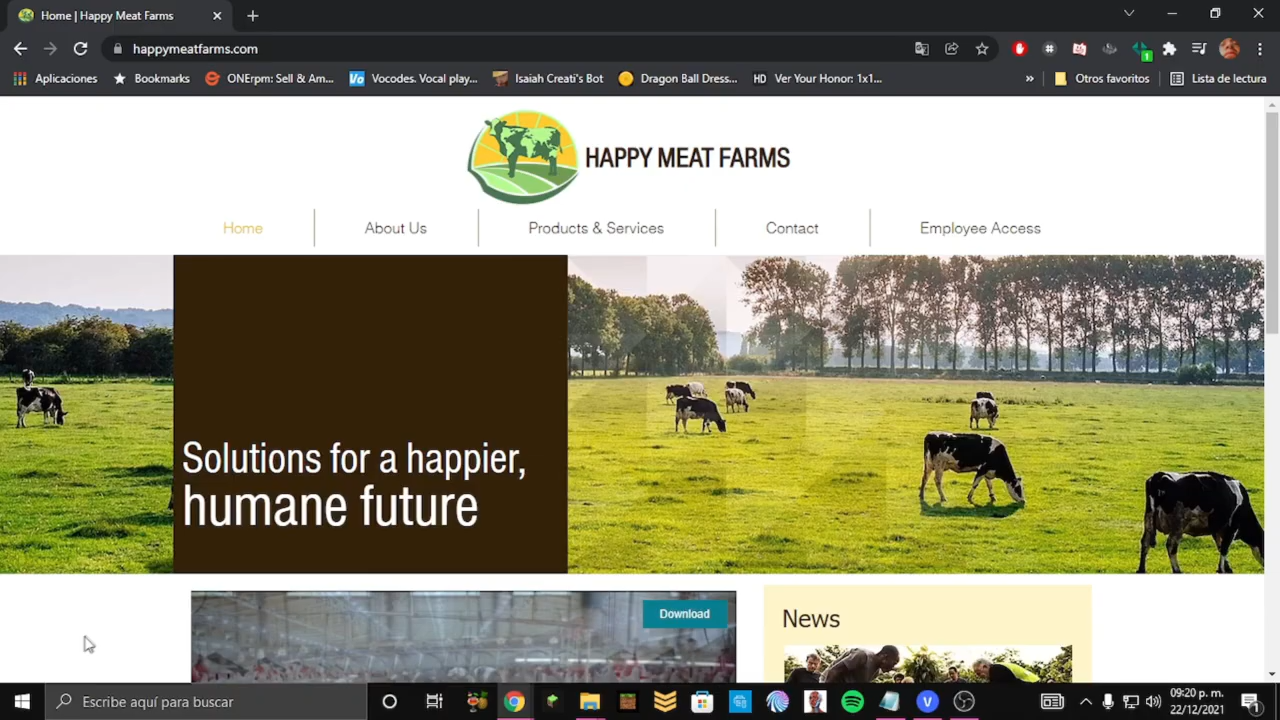 Home | Happy Meat Farms
happymeatfarms.com
Aplicaciones Bookmarks ONErpm: Sell & Am... Vo Vocodes. Vocal play... Isaiah Creati's Bot Dragon Ball Dress... HD Ver Your Honor: 1x1... » Otros favoritos Lista de lectura
1
HAPPY MEAT FARMS
Home About Us Products & Services Contact Employee Access
Solutions for a happier,
humane future
Download
News
Escribe aquí para buscar
09:20 p. m.
22/12/2021
1